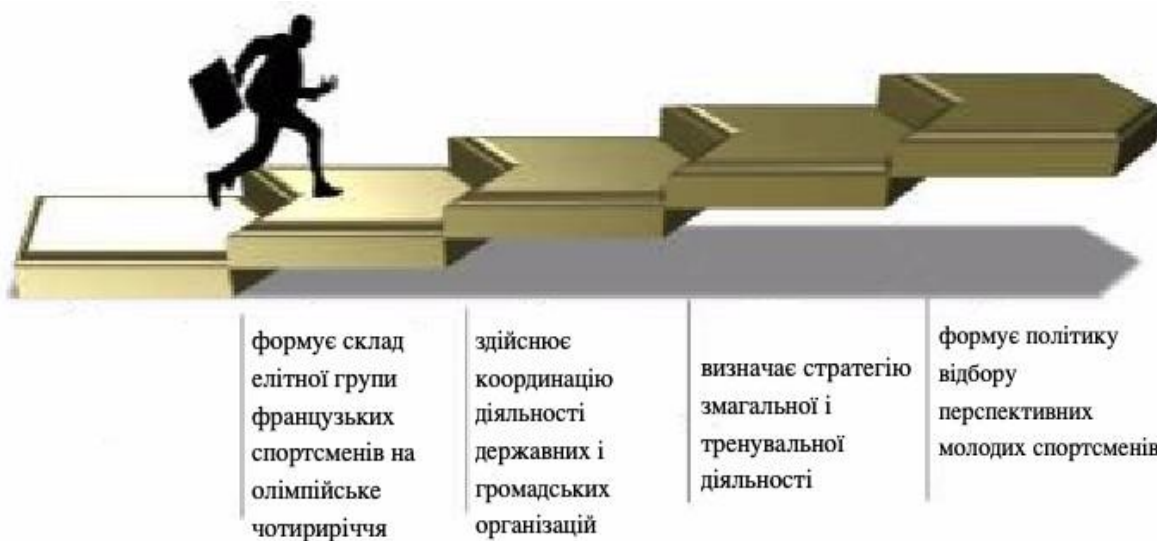 формує склад
елітної групи
французьких
спортсменів на
олімпійське
чотириріччя
здійснює
координацію
діяльності
державних і
громадських
організацій
визначає стратегію
змагальної і
тренувальної
діяльності
формує політику
відбору
перспективних
молодих спортсменів